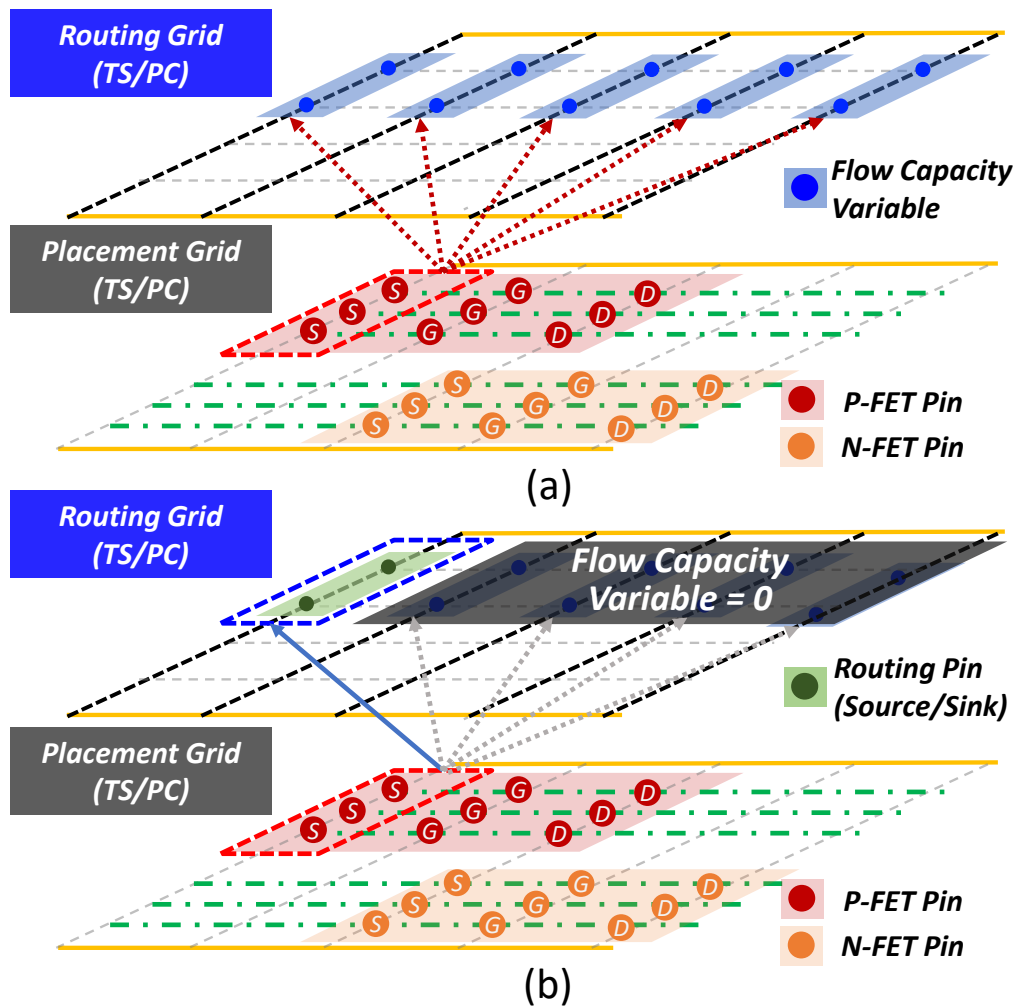 Routing Grid
(TS/PC)
Flow Capacity
Variable
Placement Grid
(TS/PC)
S G D
S G D
S G D
P-FET Pin
S G D
S G D
S G D
N-FET Pin
(a)
Routing Grid
(TS/PC)
Flow Capacity
Variable = 0
Routing Pin
(Source/Sink)
Placement Grid
(TS/PC)
S G D
S G D
S G D
P-FET Pin
S G D
S G D
S G D
N-FET Pin
(b)